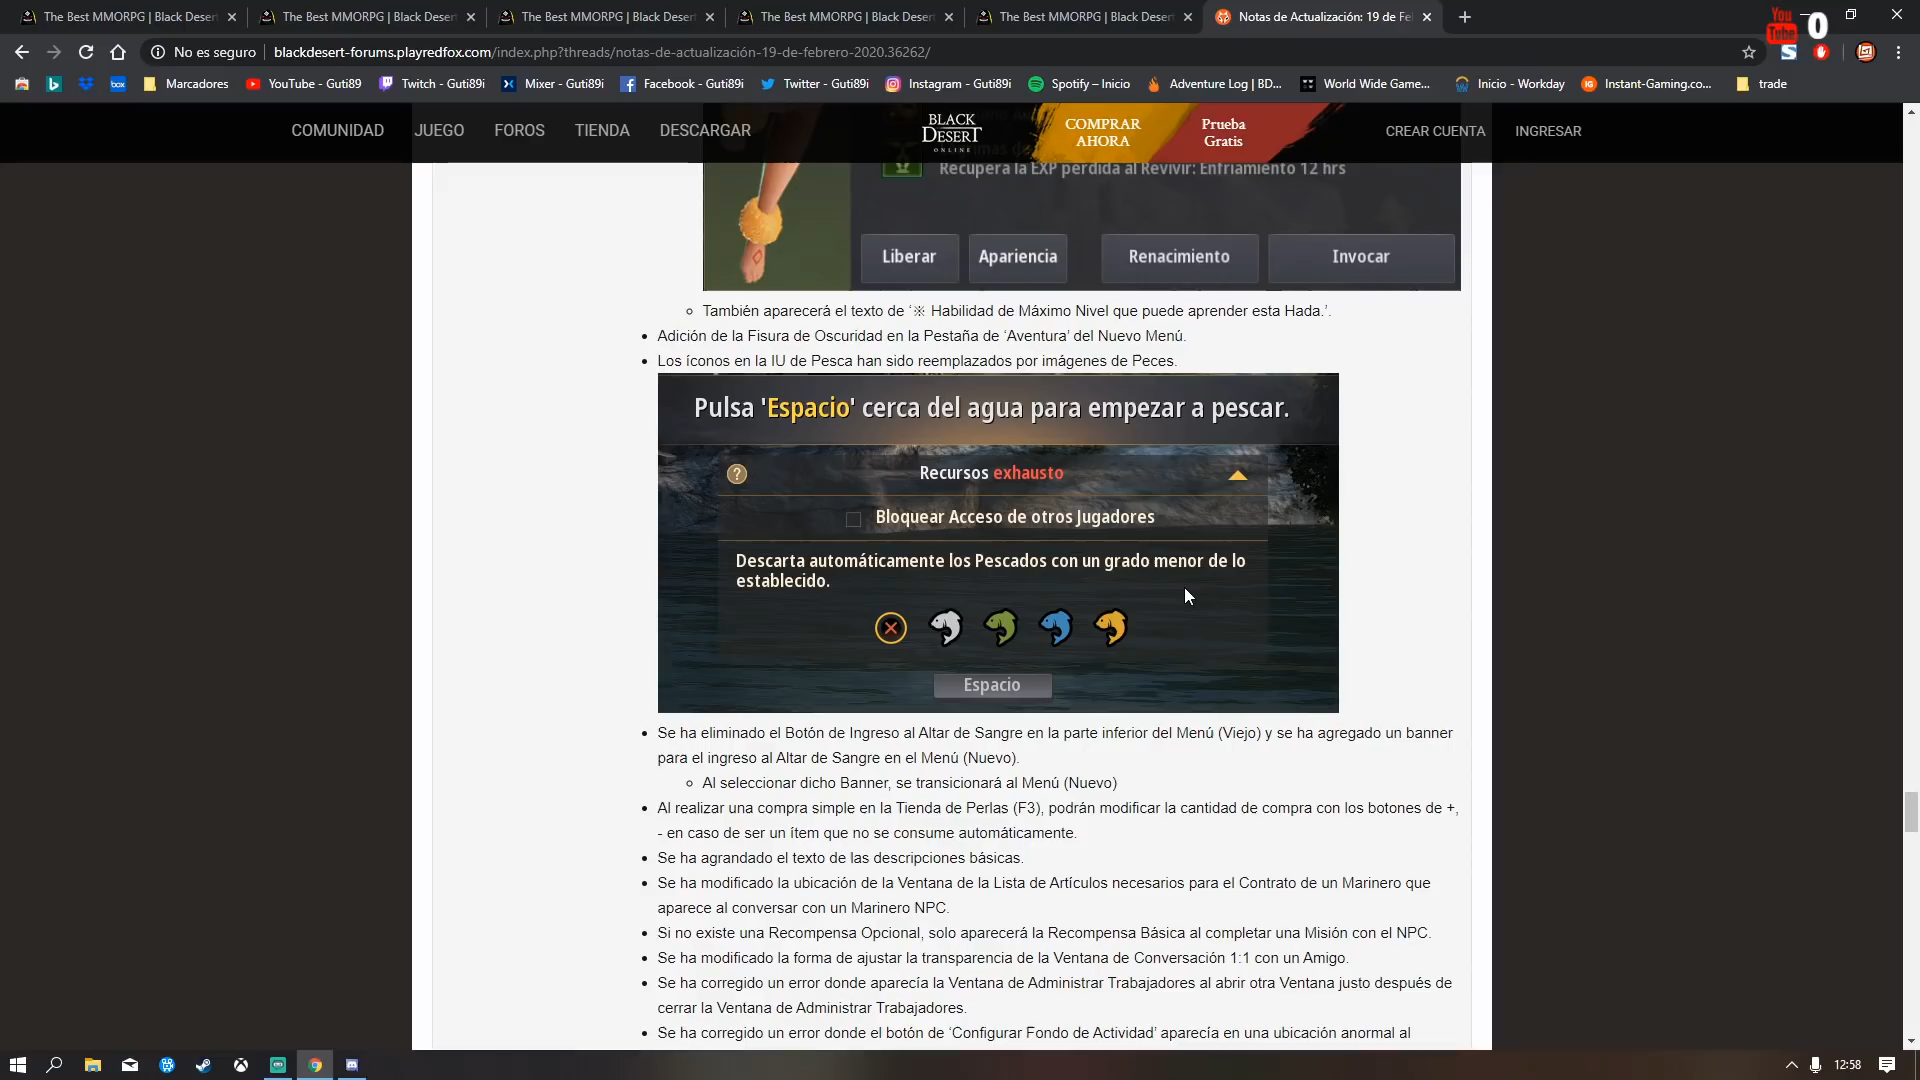 The Best MMORPG | Black Desert
The Best MMORPG | Black Desert
The Best MMORPG | Black Desert
The Best MMORPG | Black Desert
The Best MMORPG | Black Desert
Notas de Actualización: 19 de Fe
You Tube 0
No es seguro
blackdesert-forums.playredfox.com/index.php?threads/notas-de-actualización-19-de-febrero-2020.36262/
Marcadores
YouTube - Guti89
Twitch - Guti89i
Mixer - Guti89i
Facebook - Guti89i
Twitter - Guti89i
Instagram - Guti89i
Spotify – Inicio
Adventure Log | BD...
World Wide Game...
Inicio - Workday
Instant-Gaming.co...
trade
COMUNIDAD
JUEGO
FOROS
TIENDA
DESCARGAR
BLACK DESERT ONLINE
COMPRAR AHORA
Prueba Gratis
CREAR CUENTA
INGRESAR
Recupera la EXP perdida al Revivir: Enfriamiento 12 hrs
Liberar
Apariencia
Renacimiento
Invocar
También aparecerá el texto de ‘※ Habilidad de Máximo Nivel que puede aprender esta Hada.’.
Adición de la Fisura de Oscuridad en la Pestaña de ‘Aventura’ del Nuevo Menú.
Los íconos en la IU de Pesca han sido reemplazados por imágenes de Peces.
Pulsa 'Espacio' cerca del agua para empezar a pescar.
? Recursos exhausto
Bloquear Acceso de otros Jugadores
Descarta automáticamente los Pescados con un grado menor de lo
establecido.
Espacio
Se ha eliminado el Botón de Ingreso al Altar de Sangre en la parte inferior del Menú (Viejo) y se ha agregado un banner
para el ingreso al Altar de Sangre en el Menú (Nuevo).
Al seleccionar dicho Banner, se transicionará al Menú (Nuevo)
Al realizar una compra simple en la Tienda de Perlas (F3), podrán modificar la cantidad de compra con los botones de +,
- en caso de ser un ítem que no se consume automáticamente.
Se ha agrandado el texto de las descripciones básicas.
Se ha modificado la ubicación de la Ventana de la Lista de Artículos necesarios para el Contrato de un Marinero que
aparece al conversar con un Marinero NPC.
Si no existe una Recompensa Opcional, solo aparecerá la Recompensa Básica al completar una Misión con el NPC.
Se ha modificado la forma de ajustar la transparencia de la Ventana de Conversación 1:1 con un Amigo.
Se ha corregido un error donde aparecía la Ventana de Administrar Trabajadores al abrir otra Ventana justo después de
cerrar la Ventana de Administrar Trabajadores.
Se ha corregido un error donde el botón de ‘Configurar Fondo de Actividad’ aparecía en una ubicación anormal al
12:58